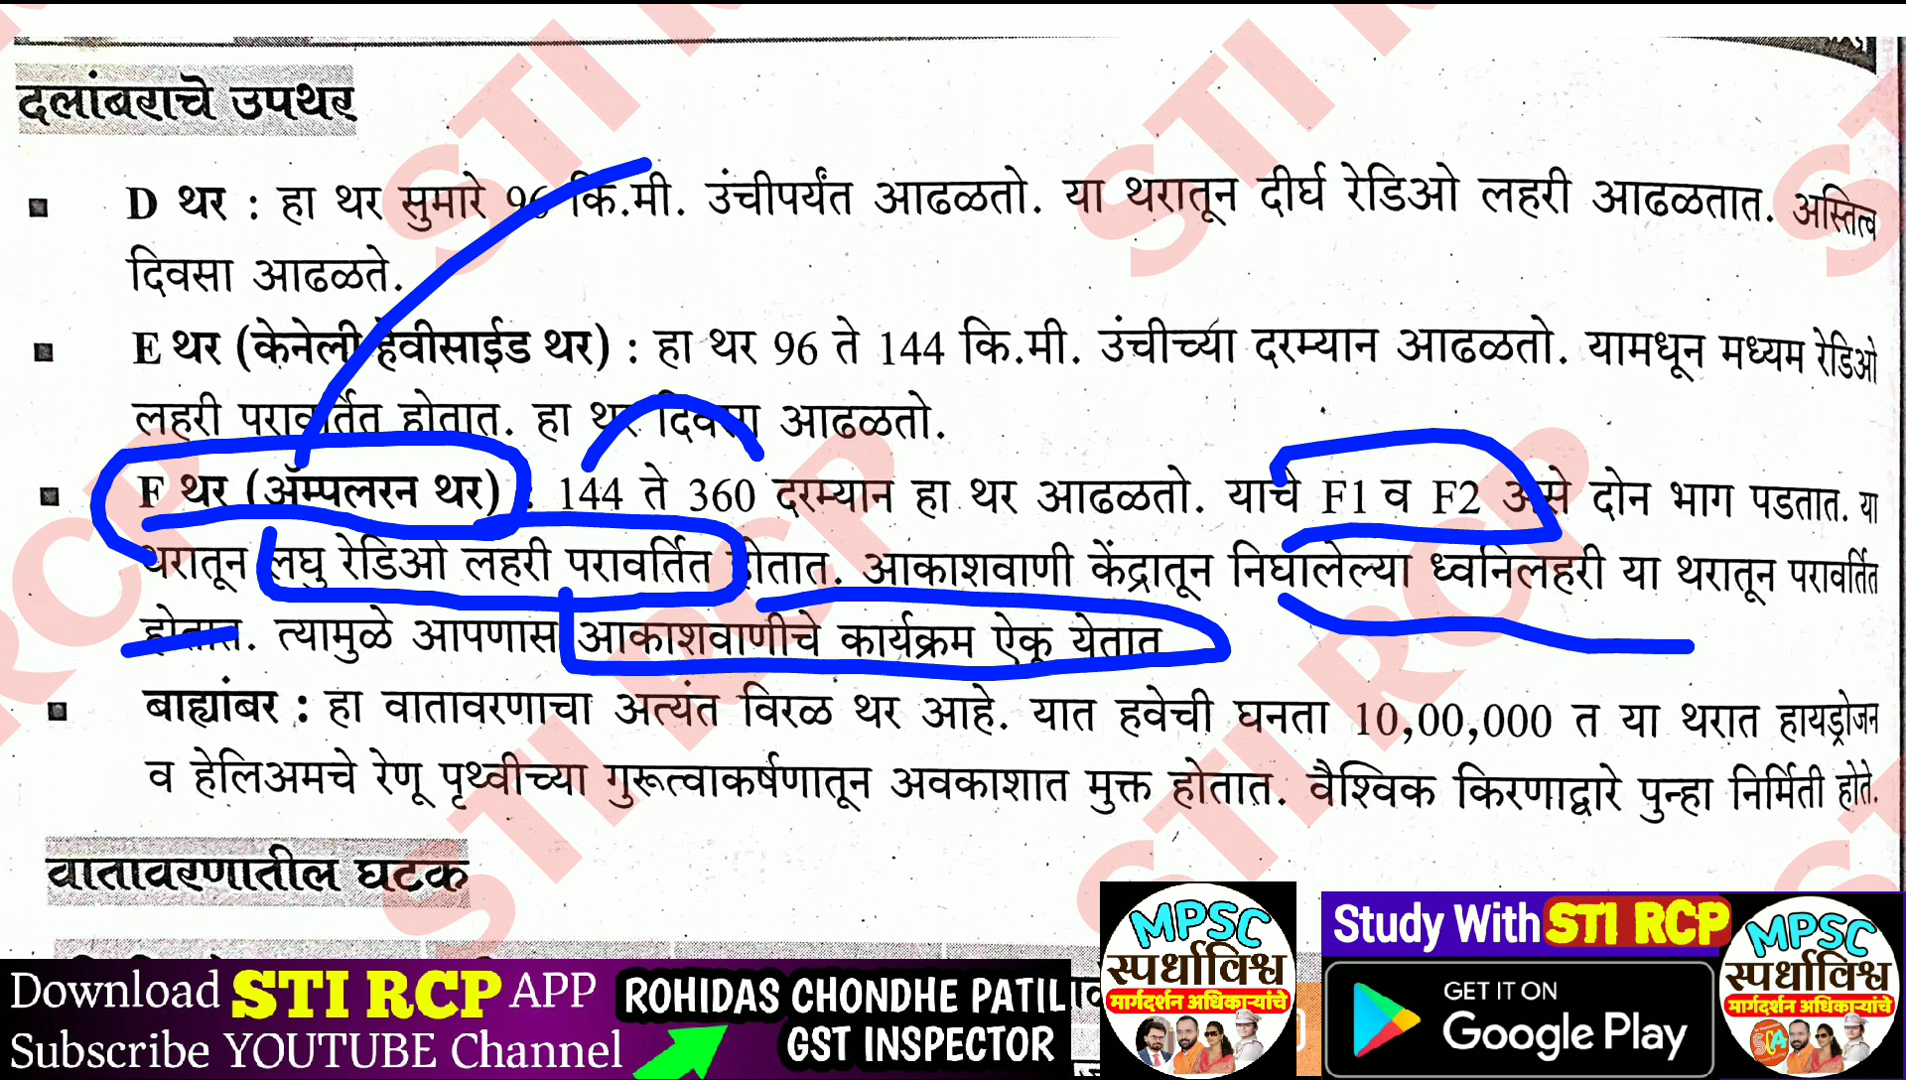 दलांबराचे उपथर
D थर : हा थर सुमारे 96 कि.मी. उंचीपर्यंत आढळतो. या थरातून दीर्घ रेडिओ लहरी आढळतात. अस्तित्व
दिवसा आढळते.
E थर (केनेली हेवीसाईड थर) : हा थर 96 ते 144 कि.मी. उंचीच्या दरम्यान आढळतो. यामधून मध्यम रेडिओ
लहरी परावर्तित होतात. हा थर दिवसा आढळतो.
F थर (ॲम्पलरन थर) : 144 ते 360 दरम्यान हा थर आढळतो. याचे F1 व F2 असे दोन भाग पडतात. या
थरातून लघु रेडिओ लहरी परावर्तित होतात. आकाशवाणी केंद्रातून निघालेल्या ध्वनिलहरी या थरातून परावर्तित
होतात. त्यामुळे आपणास आकाशवाणीचे कार्यक्रम ऐकू येतात
बाह्यांबर : हा वातावरणाचा अत्यंत विरळ थर आहे. यात हवेची घनता 10,00,000 त या थरात हायड्रोजन
व हेलिअमचे रेणू पृथ्वीच्या गुरूत्वाकर्षणातून अवकाशात मुक्त होतात. वैश्विक किरणाद्वारे पुन्हा निर्मिती होते.
वातावरणातील घटक
STI RCP
Download STI RCP APP
Subscribe YOUTUBE Channel
ROHIDAS CHONDHE PATIL
GST INSPECTOR
MPSC
स्पर्धाविश्व
मार्गदर्शन अधिकाऱ्यांचे
Study With STI RCP
GET IT ON
Google Play
MPSC
स्पर्धाविश्व
मार्गदर्शन अधिकाऱ्यांचे